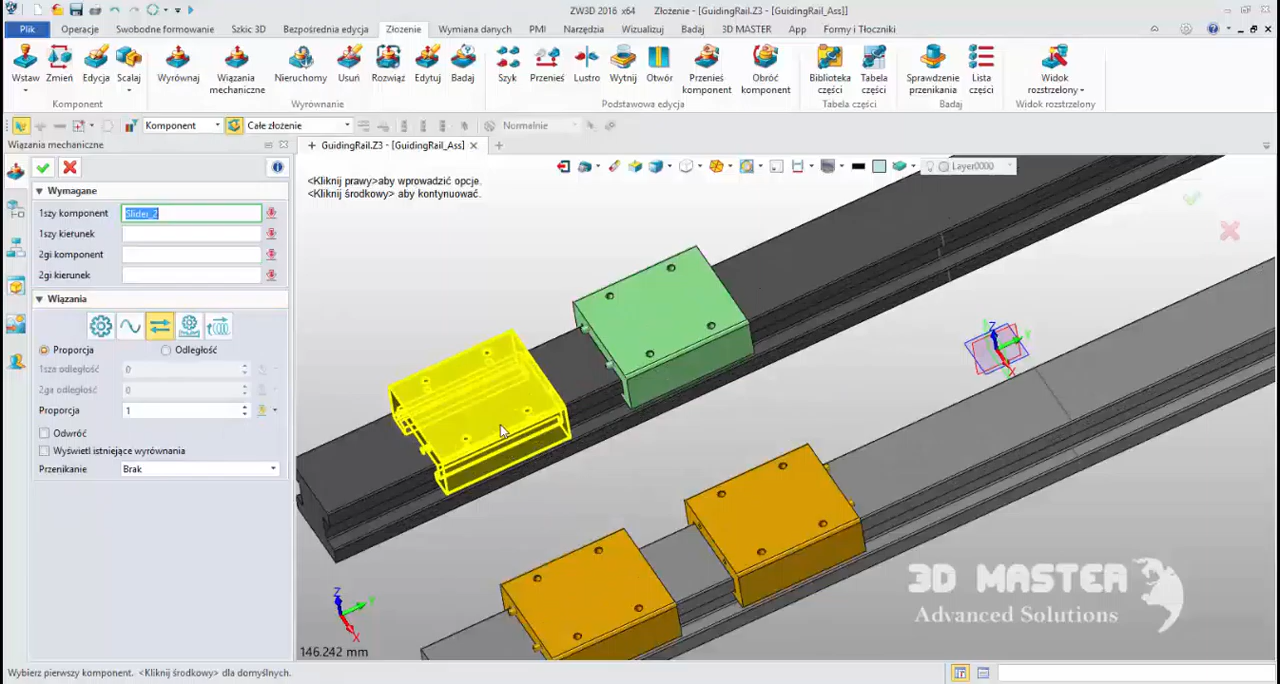 ZW3D 2016 x64 Złożenie - [GuidingRail.Z3 - [GuidingRail_Ass]]
Plik Operacje Swobodne formowanie Szkic 3D Bezpośrednia edycja Złożenie Wymiana danych PMI Narzędzia Wizualizuj Badaj 3D MASTER App Formy i Tłoczniki
Wstaw Zmień Edycja Scalaj Wyrównaj Wiązania mechaniczne Nieruchomy Usuń Rozwiąż Edytuj Badaj Szyk Przenieś Lustro Wytnij Otwór Przenieś komponent Obróć komponent Biblioteka części Tabela części Sprawdzenie przenikania Lista części Widok rozstrzelony
Komponent Wyrównanie Podstawowa edycja Tabela części Badaj Widok rozstrzelony
Komponent Całe złożenie Normalnie
Wiązania mechaniczne
GuidingRail.Z3 - [GuidingRail_Ass]
Layer0000
<Kliknij prawy>aby wprowadzić opcje.
<Kliknij środkowy> aby kontynuować.
Wymagane
1szy komponent Slider_2
1szy kierunek
2gi komponent
2gi kierunek
Wiązania
Proporcja Odległość
1sza odległość 0
2ga odległość 0
Proporcja 1
Odwróć
Wyświetl istniejące wyrównania
Przenikanie Brak
Z Y X
Z Y X
3D MASTER
Advanced Solutions
146.242 mm
Wybierz pierwszy komponent. <Kliknij środkowy> dla domyślnych.